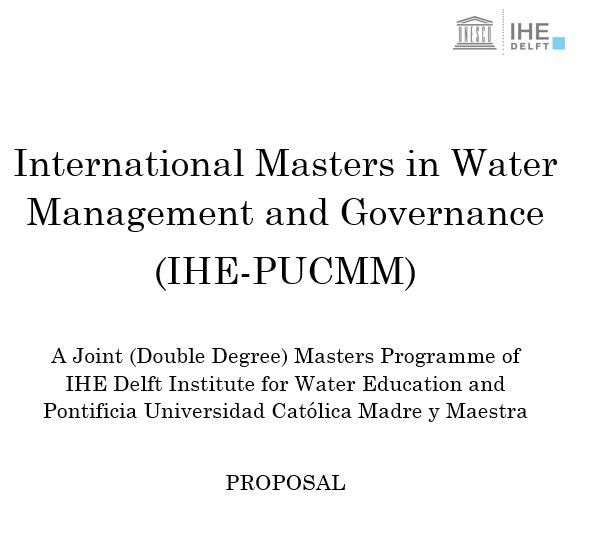 UNESCO
IHE
DELFT
International Masters in Water
Management and Governance
(IHE-PUCMM)
A Joint (Double Degree) Masters Programme of
IHE Delft Institute for Water Education and
Pontificia Universidad Católica Madre y Maestra
PROPOSAL